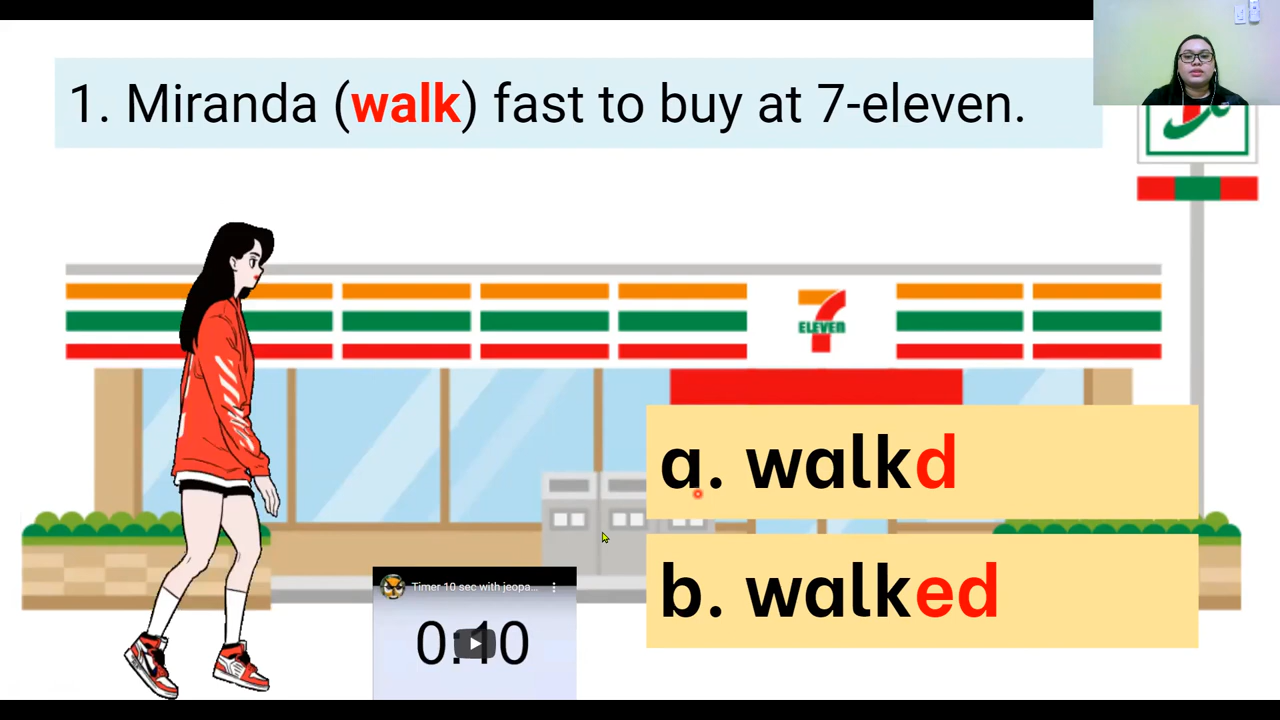 1. Miranda (walk) fast to buy at 7-eleven.
7
ELEVEN
a. walkd
b. walked
Timer 10 sec with jeopa...
0:10